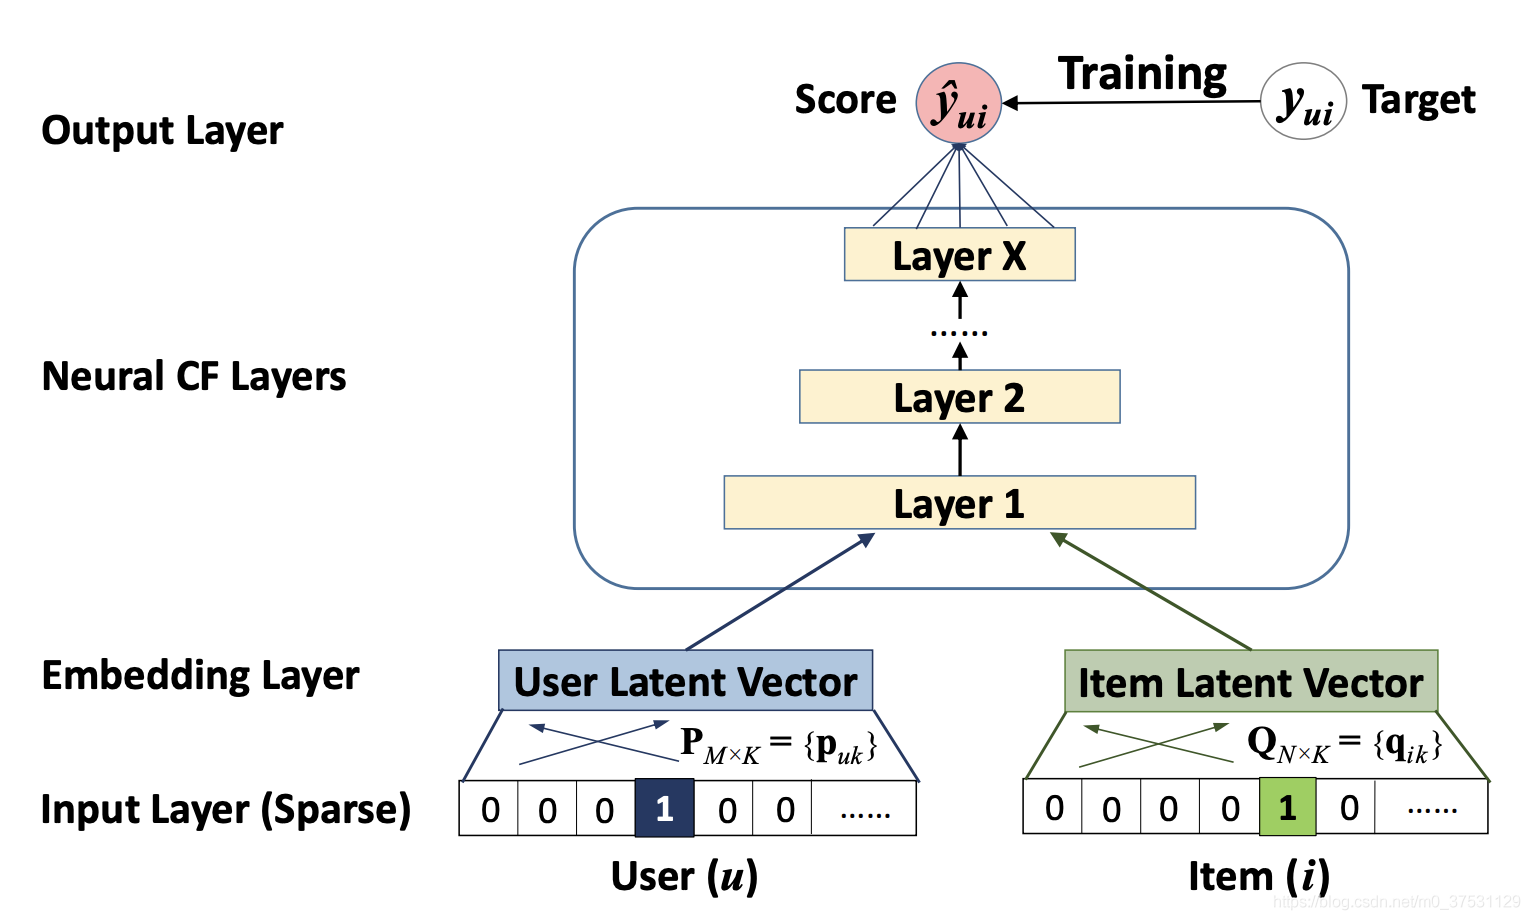 Training
Score ŷui yui Target
Output Layer
Layer X
……
Neural CF Layers
Layer 2
Layer 1
Embedding Layer
User Latent Vector Item Latent Vector
P M×K = {puk} Q N×K = {qik}
Input Layer (Sparse) 0 0 0 1 0 0 …… 0 0 0 0 1 0 ……
User (u) Item (i)
https://blog.csdn.net/m0_37531129